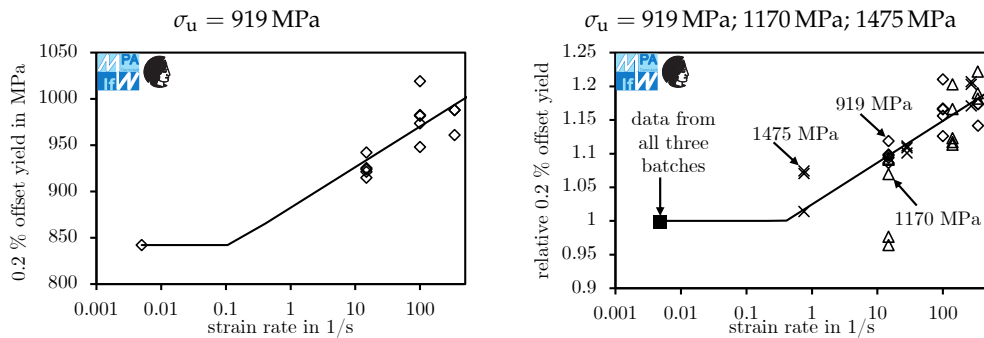 σu = 919 MPa
0.2 % offset yield in MPa
1000
950
900
850
800
0.001
0.01
0.1
1
10
100
strain rate in 1/s
M
PA
If
W
σu = 919 MPa; 1170 MPa; 1475 MPa
relative 0.2 % offset yield
1.25
1.2
1.15
1.1
1.05
1
0.95
0.9
0.001
0.01
0.1
1
10
100
strain rate in 1/s
M
PA
If
W
data from
all three
batches
1475 MPa
919 MPa
1170 MPa